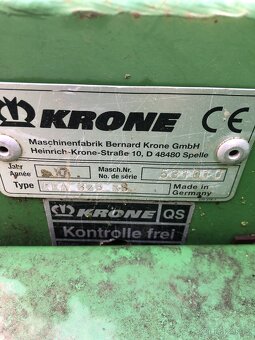 KRONE CE
Maschinenfabrik Bernard Krone GmbH
Heinrich-Krone-Straße 10, D 48480 Spelle
Jahr
Année
Masch.Nr.
No. de série
Type
Made in
Germany
KRONE QS
Kontrolle frei